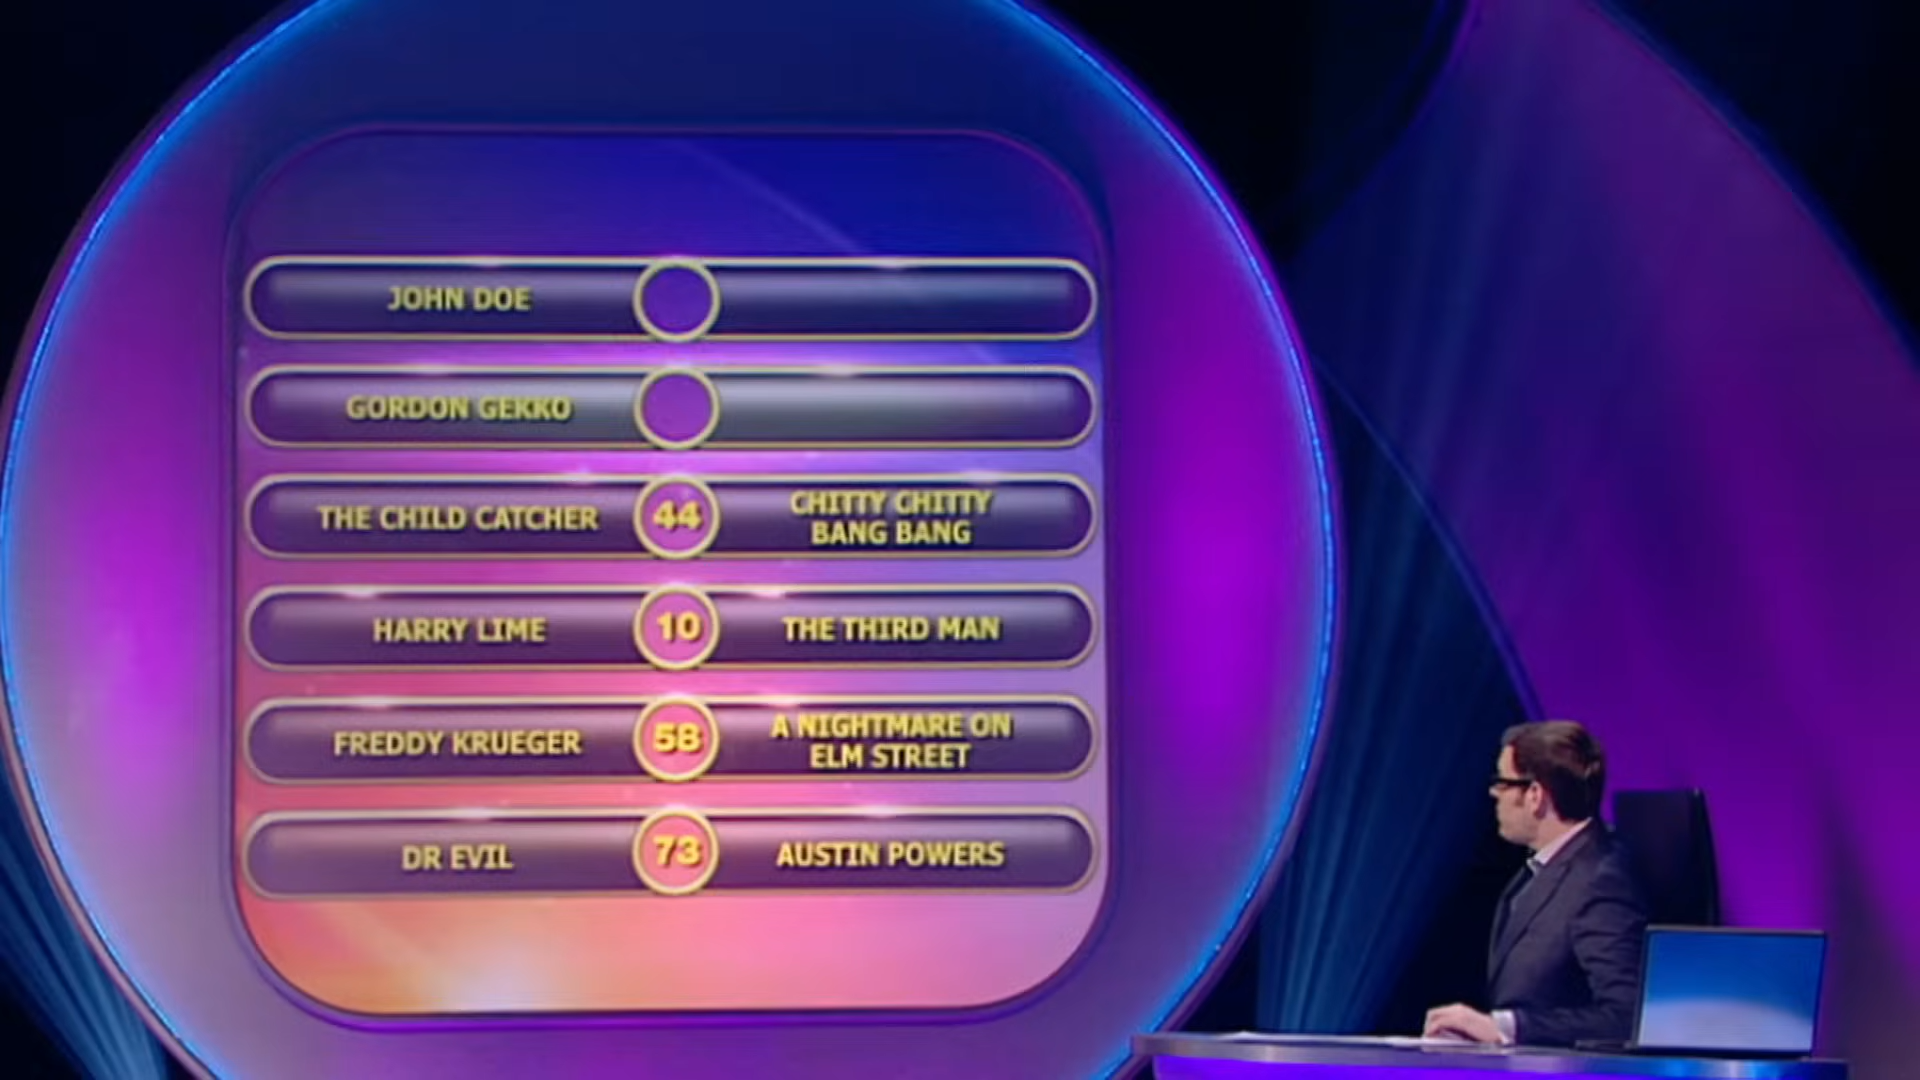 JOHN DOE
GORDON GEKKO
THE CHILD CATCHER 44 CHITTY CHITTY
BANG BANG
HARRY LIME 10 THE THIRD MAN
FREDDY KRUEGER 58 A NIGHTMARE ON
ELM STREET
DR EVIL 73 AUSTIN POWERS